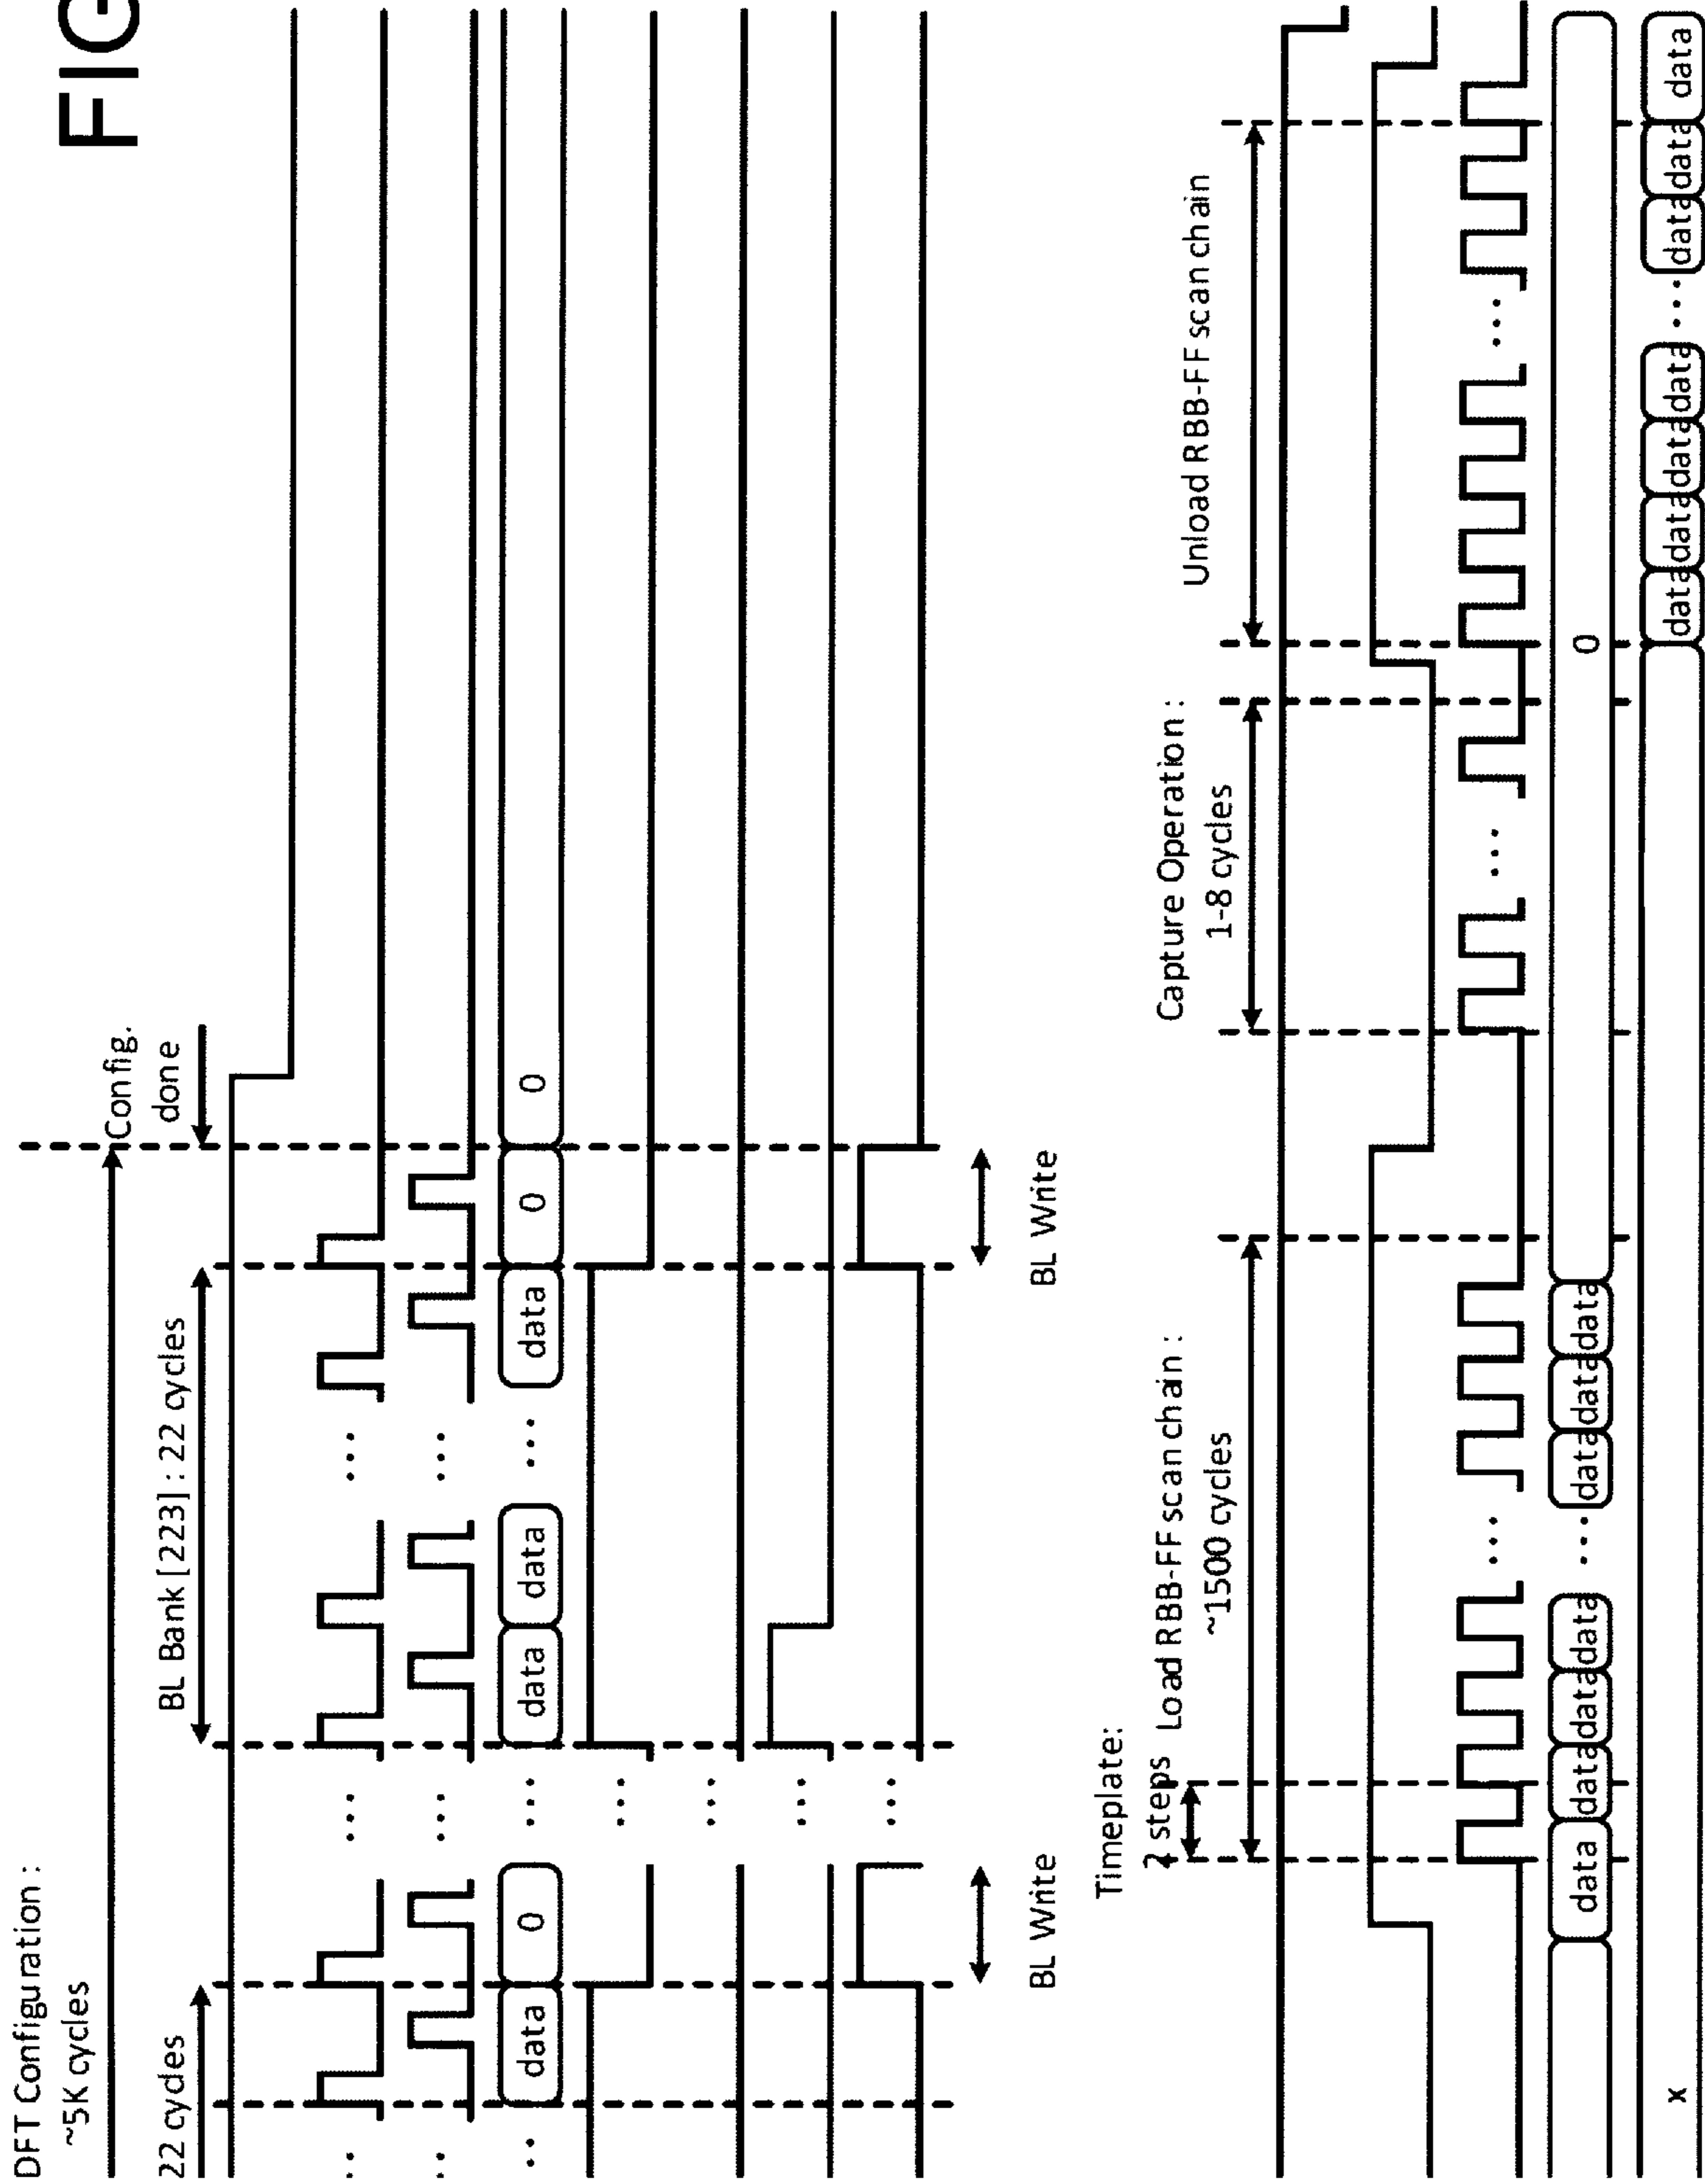 FIG
DFT Configuration :
~5K cycles
Config.
done
22 cycles
BL Bank [223] : 22 cycles
data 0 ... data data ... data 0 0
BL Write
BL Write
Timeplate:
2 steps
Load RBB-FF scan chain :
~1500 cycles
Capture Operation :
1-8 cycles
Unload RBB-FF scan chain
data data data data ... data data data 0
x data data data data ... data data data